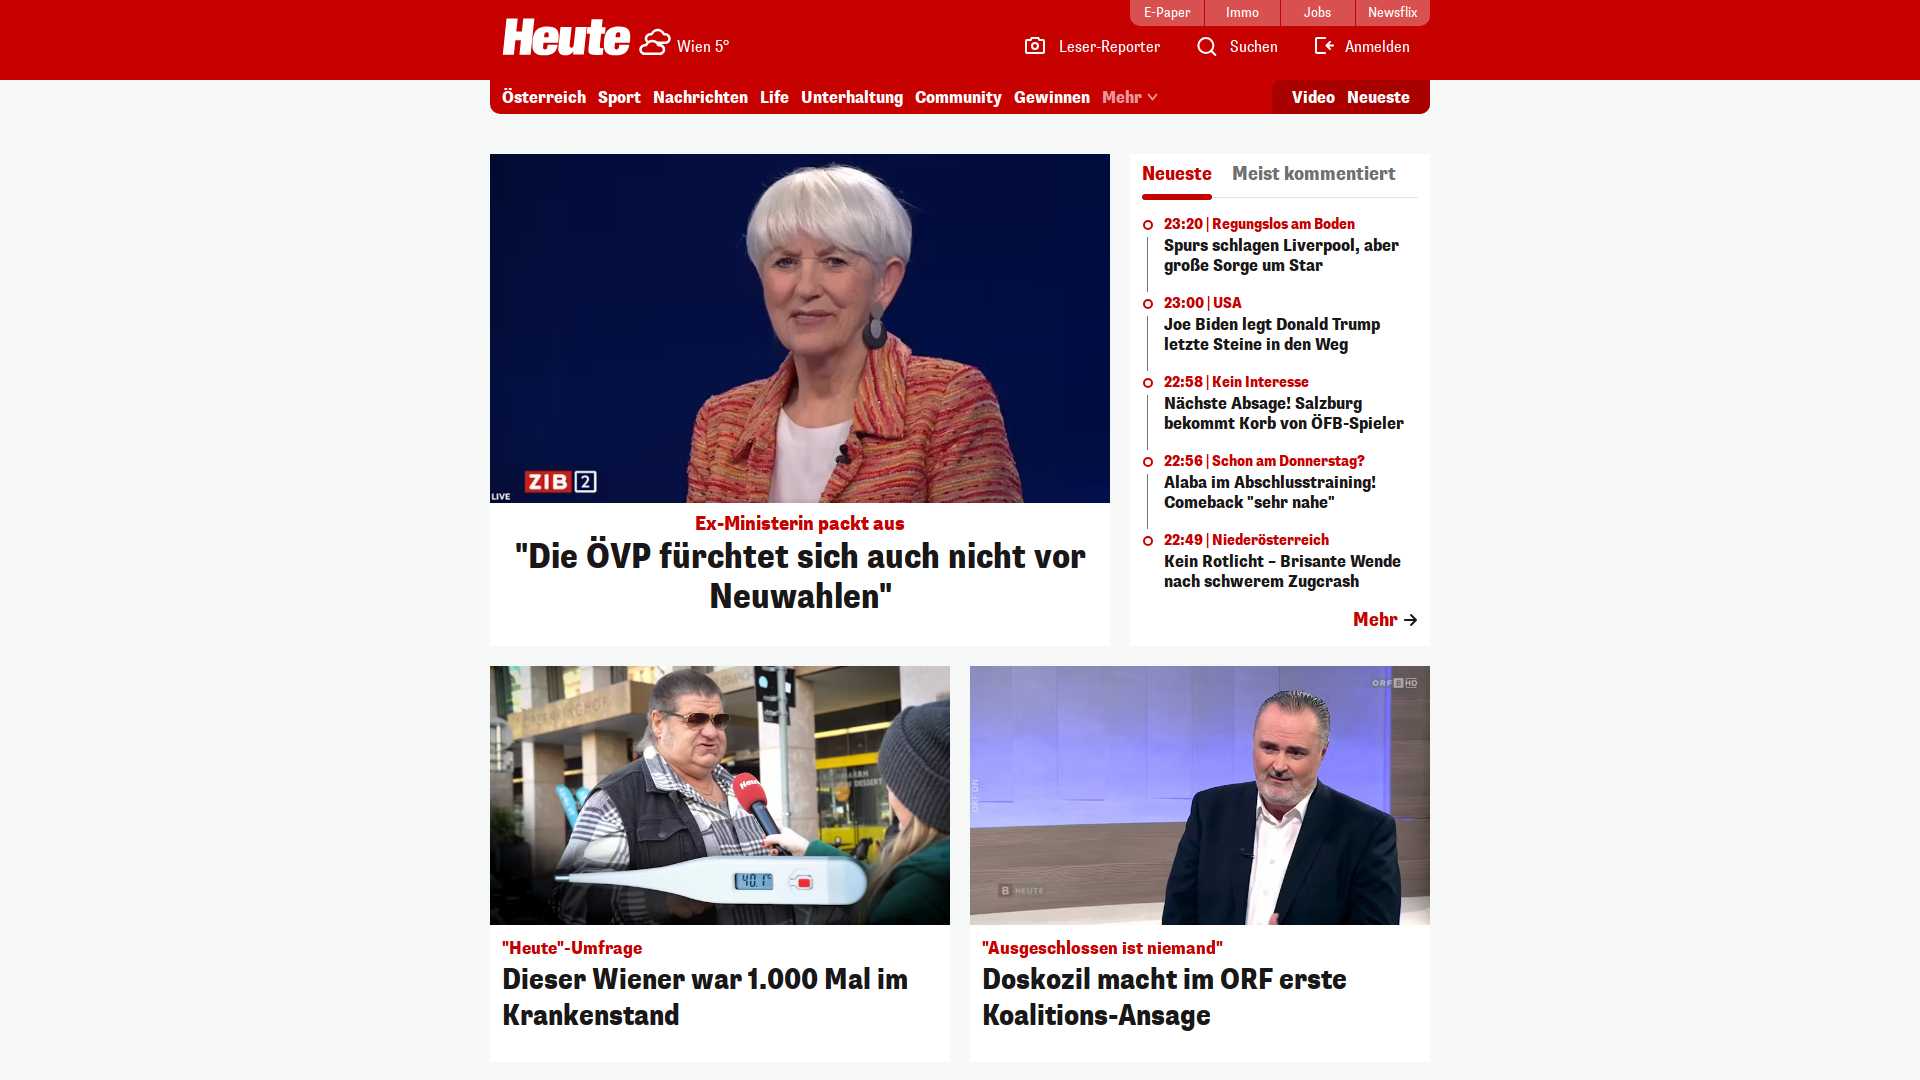 E-Paper
Immo
Jobs
Newsflix
Heute
Wien 5°
Leser-Reporter
Suchen
Anmelden
Österreich
Sport
Nachrichten
Life
Unterhaltung
Community
Gewinnen
Mehr
Video
Neueste
ZIB 2
LIVE
Ex-Ministerin packt aus
"Die ÖVP fürchtet sich auch nicht vor
Neuwahlen"
Neueste
Meist kommentiert
23:20 | Regungslos am Boden
Spurs schlagen Liverpool, aber
große Sorge um Star
23:00 | USA
Joe Biden legt Donald Trump
letzte Steine in den Weg
22:58 | Kein Interesse
Nächste Absage! Salzburg
bekommt Korb von ÖFB-Spieler
22:56 | Schon am Donnerstag?
Alaba im Abschlusstraining!
Comeback "sehr nahe"
22:49 | Niederösterreich
Kein Rotlicht – Brisante Wende
nach schwerem Zugcrash
Mehr
Heute
DESSERT
40.1°
"Heute"-Umfrage
Dieser Wiener war 1.000 Mal im
Krankenstand
ORF B HD
ORF ON
B HEUTE
"Ausgeschlossen ist niemand"
Doskozil macht im ORF erste
Koalitions-Ansage